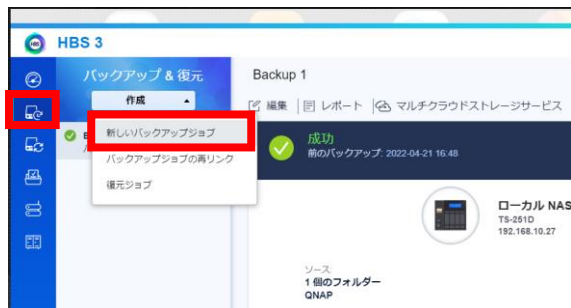 HBS 3
バックアップ & 復元
作成
新しいバックアップジョブ
バックアップジョブの再リンク
復元ジョブ
Backup 1
編集
レポート
マルチクラウドストレージサービス
成功
前のバックアップ: 2022-04-21 16:48
ローカル NAS
TS-251D
192.168.10.27
ソース
1 個のフォルダー
QNAP